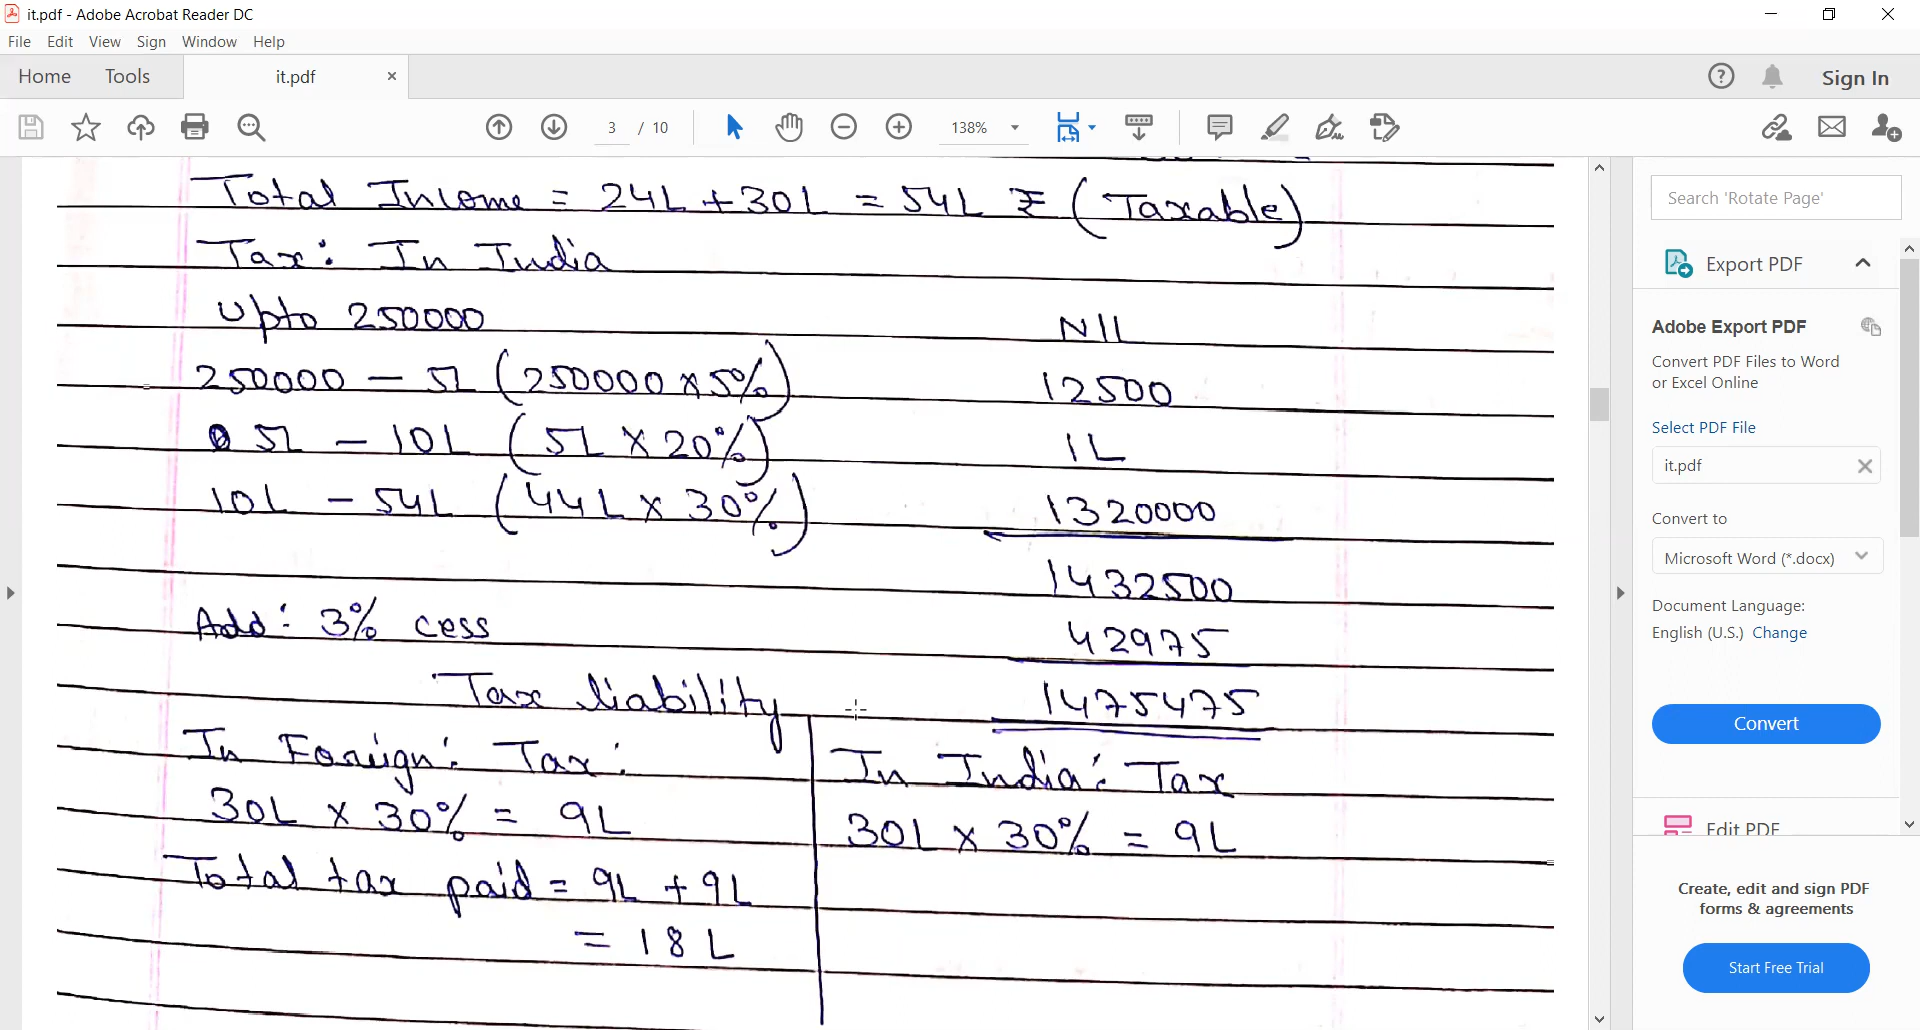 it.pdf - Adobe Acrobat Reader DC
File Edit View Sign Window Help
Home Tools it.pdf × ? Sign In
3 / 10 138%
Total Income = 24L + 30L = 54L ₹ (Taxable)
Tax: In India
Upto 250000 Nil
250000 - 5L (250000 x 5%) 12500
5L - 10L (5L x 20%) 1L
10L - 54L (44L x 30%) 1320000
1432500
Add: 3% cess 42975
Tax liability 1475475
In Foreign: Tax:
30L x 30% = 9L
Total tax paid = 9L + 9L
= 18L
In India: Tax
30L x 30% = 9L
Search 'Rotate Page'
Export PDF
Adobe Export PDF
Convert PDF Files to Word
or Excel Online
Select PDF File
it.pdf
Convert to
Microsoft Word (*.docx)
Document Language:
English (U.S.) Change
Convert
Edit PDF
Create, edit and sign PDF
forms & agreements
Start Free Trial